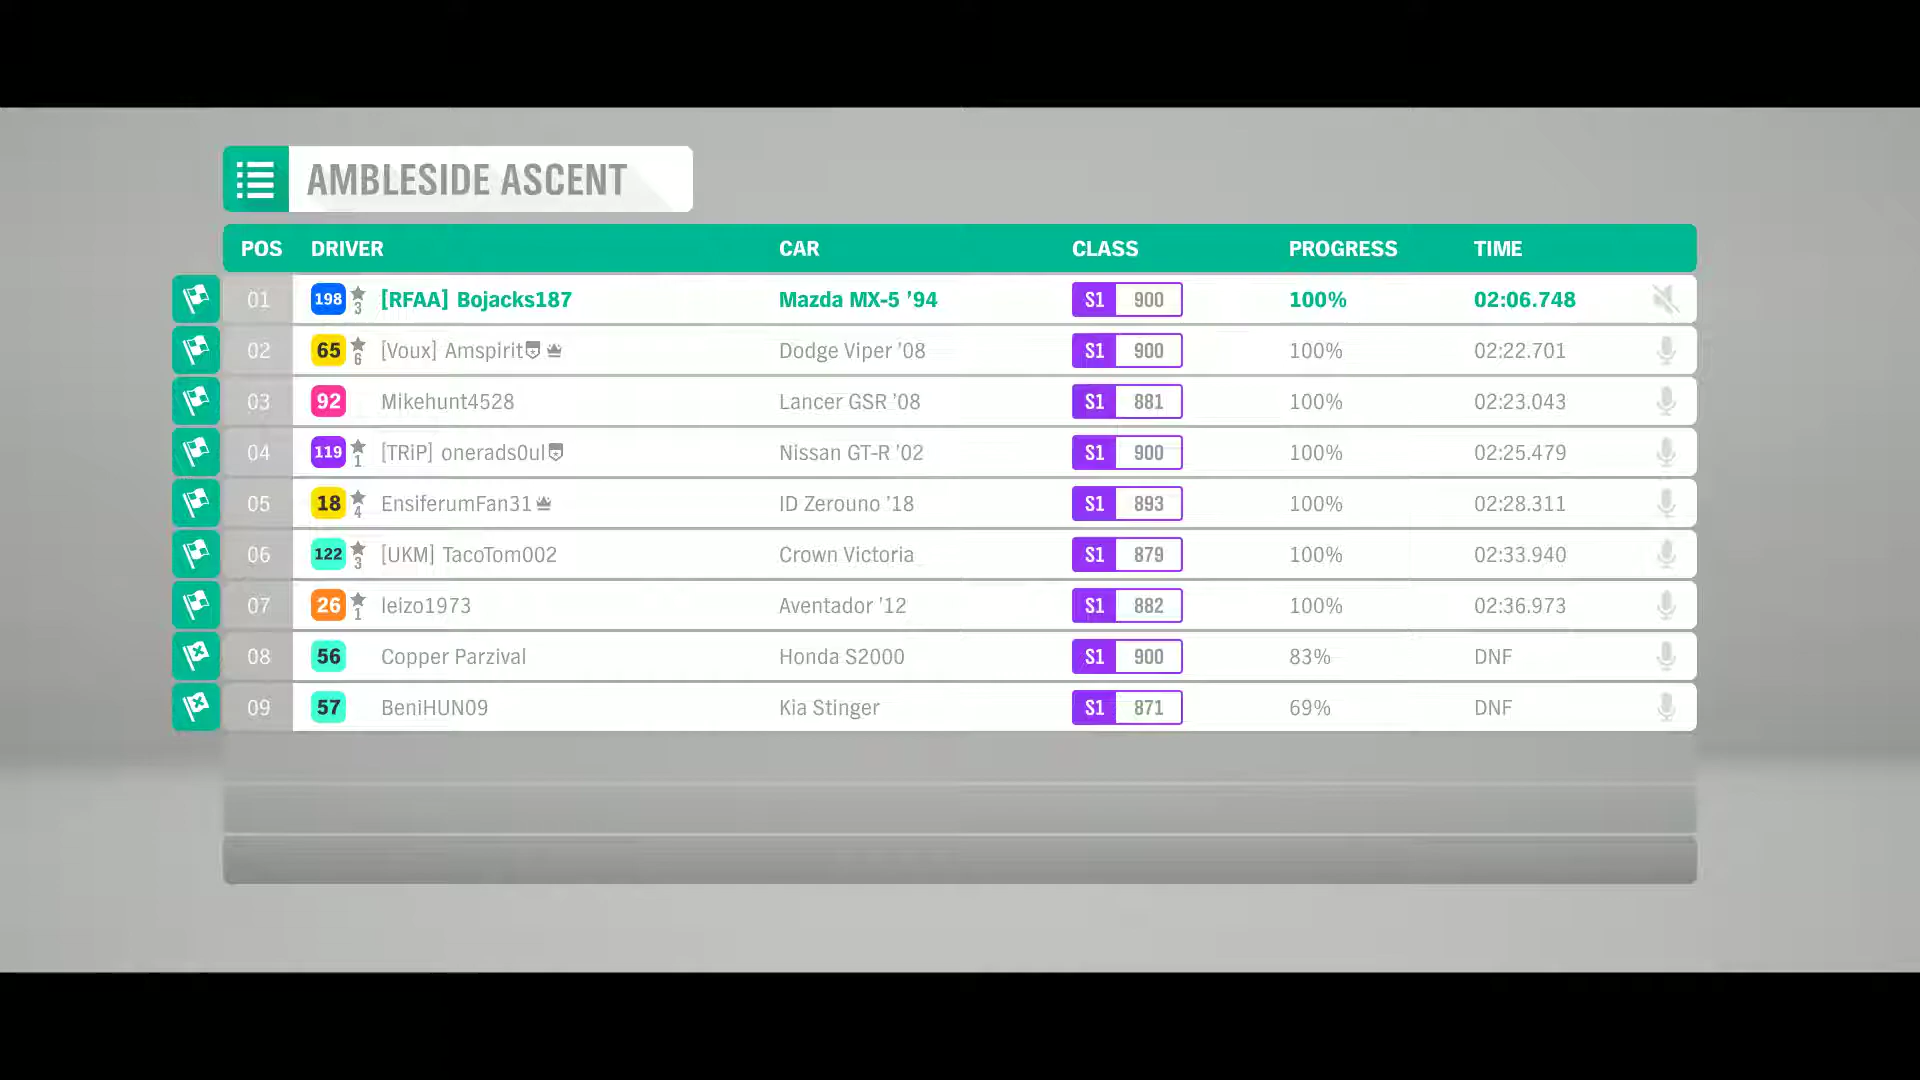 AMBLESIDE ASCENT
POS DRIVER CAR CLASS PROGRESS TIME
01 198 3 [RFAA] Bojacks187 Mazda MX-5 ’94 S1 900 100% 02:06.748
02 65 6 [Voux] Amspirit Dodge Viper ’08 S1 900 100% 02:22.701
03 92 Mikehunt4528 Lancer GSR ’08 S1 881 100% 02:23.043
04 119 1 [TRiP] onerads0ul Nissan GT-R ’02 S1 900 100% 02:25.479
05 18 4 EnsiferumFan31 ID Zerouno ’18 S1 893 100% 02:28.311
06 122 3 [UKM] TacoTom002 Crown Victoria S1 879 100% 02:33.940
07 26 1 leizo1973 Aventador ’12 S1 882 100% 02:36.973
08 56 Copper Parzival Honda S2000 S1 900 83% DNF
09 57 BeniHUN09 Kia Stinger S1 871 69% DNF